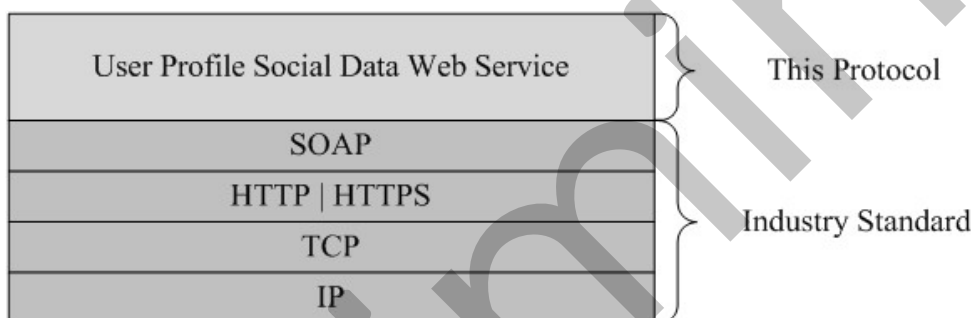 User Profile Social Data Web Service
This Protocol
SOAP
HTTP | HTTPS
TCP
IP
Industry Standard